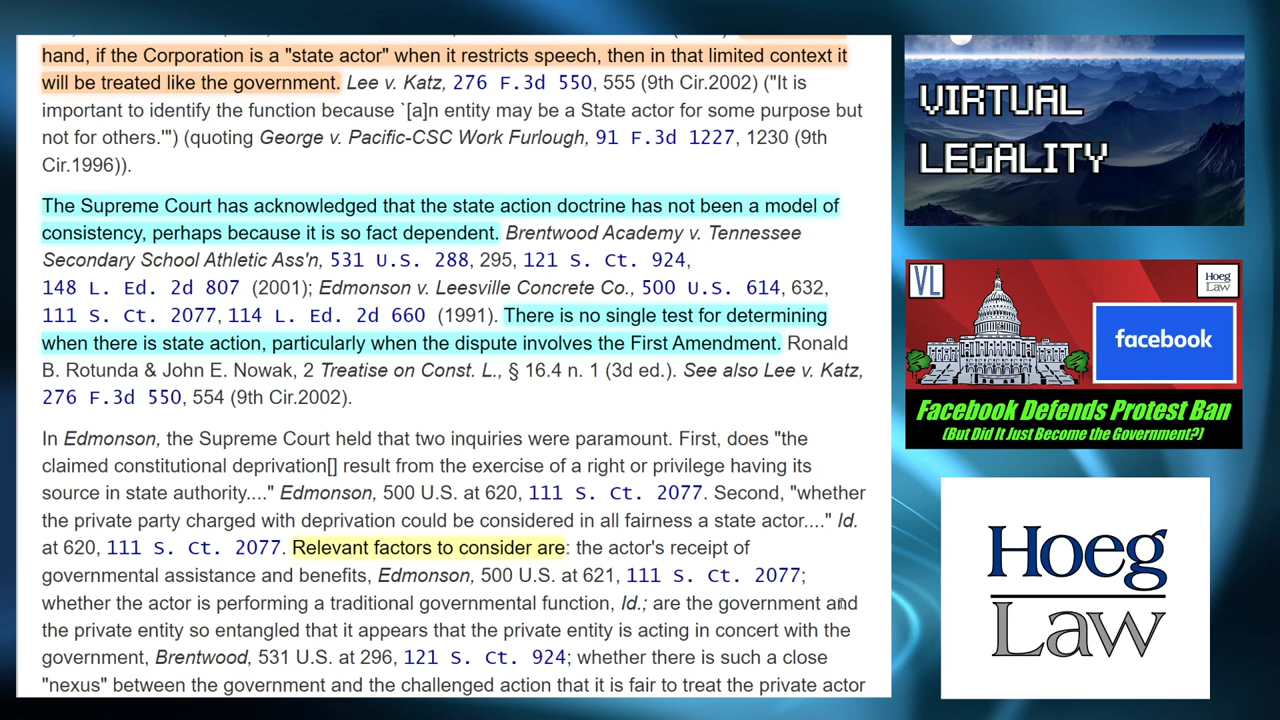 hand, if the Corporation is a "state actor" when it restricts speech, then in that limited context it
will be treated like the government. Lee v. Katz, 276 F.3d 550, 555 (9th Cir.2002) ("It is
important to identify the function because `[a]n entity may be a State actor for some purpose but
not for others.'") (quoting George v. Pacific-CSC Work Furlough, 91 F.3d 1227, 1230 (9th
Cir.1996)).
The Supreme Court has acknowledged that the state action doctrine has not been a model of
consistency, perhaps because it is so fact dependent. Brentwood Academy v. Tennessee
Secondary School Athletic Ass'n, 531 U.S. 288, 295, 121 S. Ct. 924,
148 L. Ed. 2d 807 (2001); Edmonson v. Leesville Concrete Co., 500 U.S. 614, 632,
111 S. Ct. 2077, 114 L. Ed. 2d 660 (1991). There is no single test for determining
when there is state action, particularly when the dispute involves the First Amendment. Ronald
B. Rotunda & John E. Nowak, 2 Treatise on Const. L., § 16.4 n. 1 (3d ed.). See also Lee v. Katz,
276 F.3d 550, 554 (9th Cir.2002).
In Edmonson, the Supreme Court held that two inquiries were paramount. First, does "the
claimed constitutional deprivation[] result from the exercise of a right or privilege having its
source in state authority...." Edmonson, 500 U.S. at 620, 111 S. Ct. 2077. Second, "whether
the private party charged with deprivation could be considered in all fairness a state actor...." Id.
at 620, 111 S. Ct. 2077. Relevant factors to consider are: the actor's receipt of
governmental assistance and benefits, Edmonson, 500 U.S. at 621, 111 S. Ct. 2077;
whether the actor is performing a traditional governmental function, Id.; are the government and
the private entity so entangled that it appears that the private entity is acting in concert with the
government, Brentwood, 531 U.S. at 296, 121 S. Ct. 924; whether there is such a close
"nexus" between the government and the challenged action that it is fair to treat the private actor
VIRTUAL
LEGALITY
VL
Hoeg
Law
facebook
Facebook Defends Protest Ban
(But Did It Just Become the Government?)
Hoeg
Law